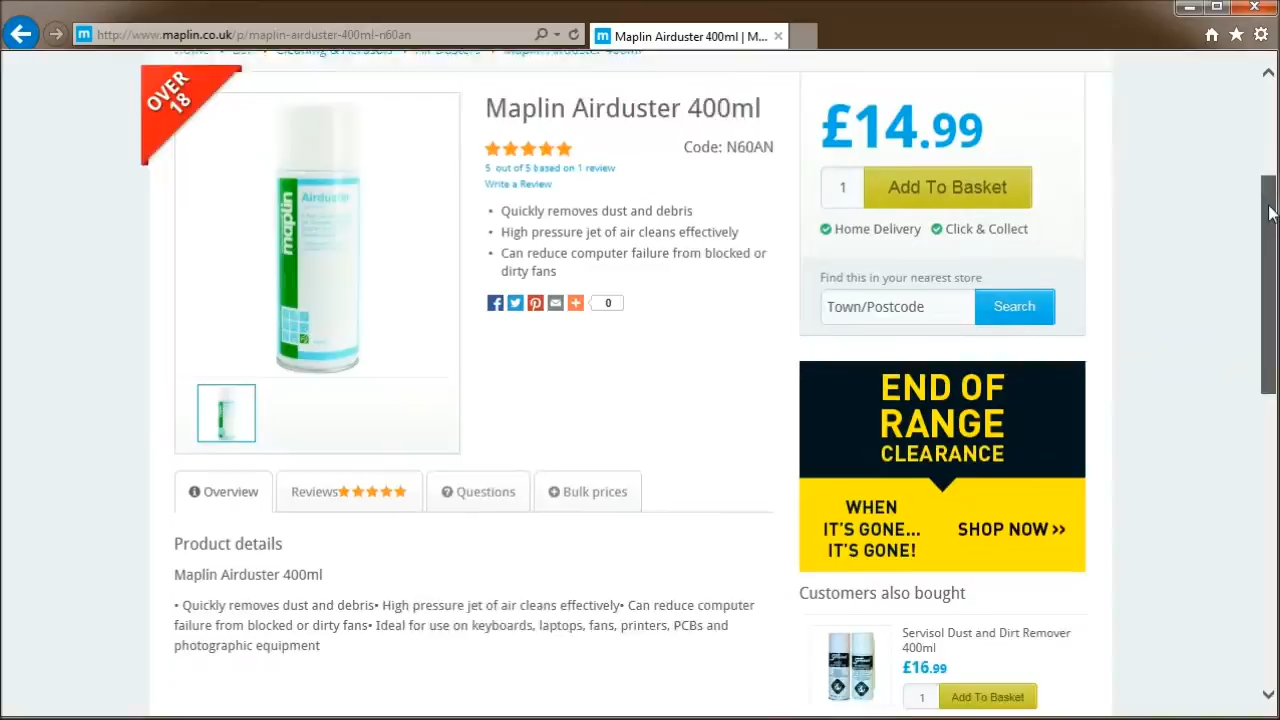 http://www.maplin.co.uk/p/maplin-airduster-400ml-n60an
Maplin Airduster 400ml | M...
OVER
18
maplin
Airduster
Maplin Airduster 400ml
Code: N60AN
5 out of 5 based on 1 review
Write a Review
• Quickly removes dust and debris
• High pressure jet of air cleans effectively
• Can reduce computer failure from blocked or
dirty fans
0
£14.99
1
Add To Basket
Home Delivery
Click & Collect
Find this in your nearest store
Town/Postcode
Search
END OF
RANGE
CLEARANCE
WHEN
IT'S GONE...
IT'S GONE!
SHOP NOW >>
Overview
Reviews
Questions
Bulk prices
Product details
Maplin Airduster 400ml
• Quickly removes dust and debris• High pressure jet of air cleans effectively• Can reduce computer
failure from blocked or dirty fans• Ideal for use on keyboards, laptops, fans, printers, PCBs and
photographic equipment
Customers also bought
Servisol Dust and Dirt Remover
400ml
£16.99
1
Add To Basket